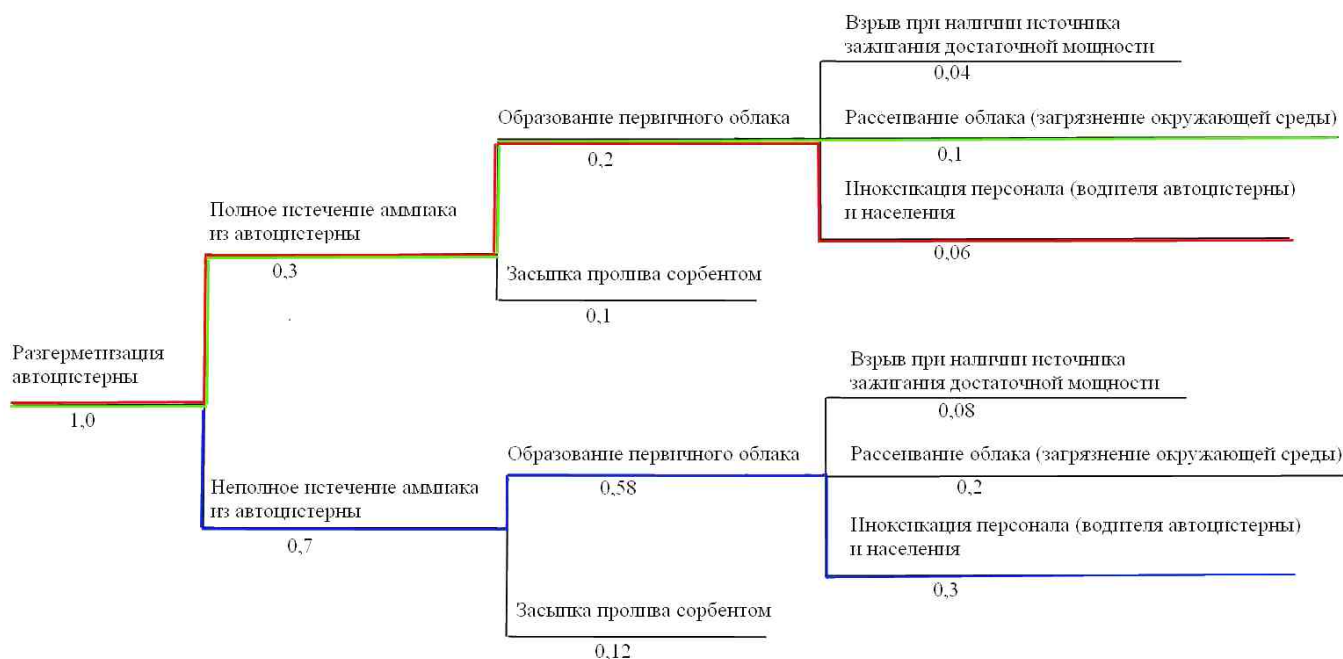 Взрыв при наличии источника
зажигания достаточной мощности
0,04
Образование первичного облака
0,2
Рассеивание облака (загрязнение окружающей среды)
0,1
Иноксикация персонала (водителя автоцистерны)
и населения
0,06
Полное истечение аммиака
из автоцистерны
0,3
Засыпка пролива сорбентом
0,1
Разгерметизация
автоцистерны
1,0
Взрыв при наличии источника
зажигания достаточной мощности
0,08
Образование первичного облака
0,58
Рассеивание облака (загрязнение окружающей среды)
0,2
Неполное истечение аммиака
из автоцистерны
0,7
Иноксикация персонала (водителя автоцистерны)
и населения
0,3
Засыпка пролива сорбентом
0,12